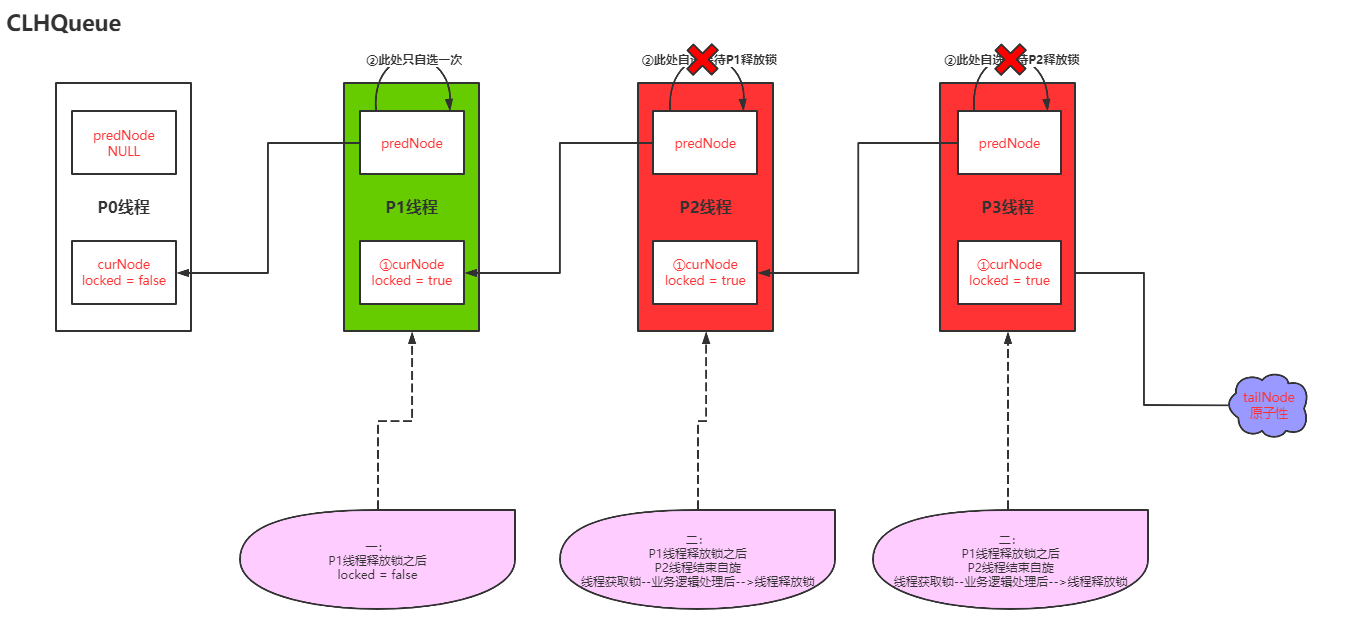 CLHQueue
②此处只自选一次
②此处自选 待P1释放锁
②此处自选 待P2释放锁
predNode
NULL
predNode
predNode
predNode
P0线程
P1线程
P2线程
P3线程
curNode
locked = false
①curNode
locked = true
①curNode
locked = true
①curNode
locked = true
tailNode
原子性
一:
P1线程释放锁之后
locked = false
二:
P1线程释放锁之后
P2线程结束自旋
线程获取锁--业务逻辑处理后-->线程释放锁
二:
P1线程释放锁之后
P2线程结束自旋
线程获取锁--业务逻辑处理后-->线程释放锁